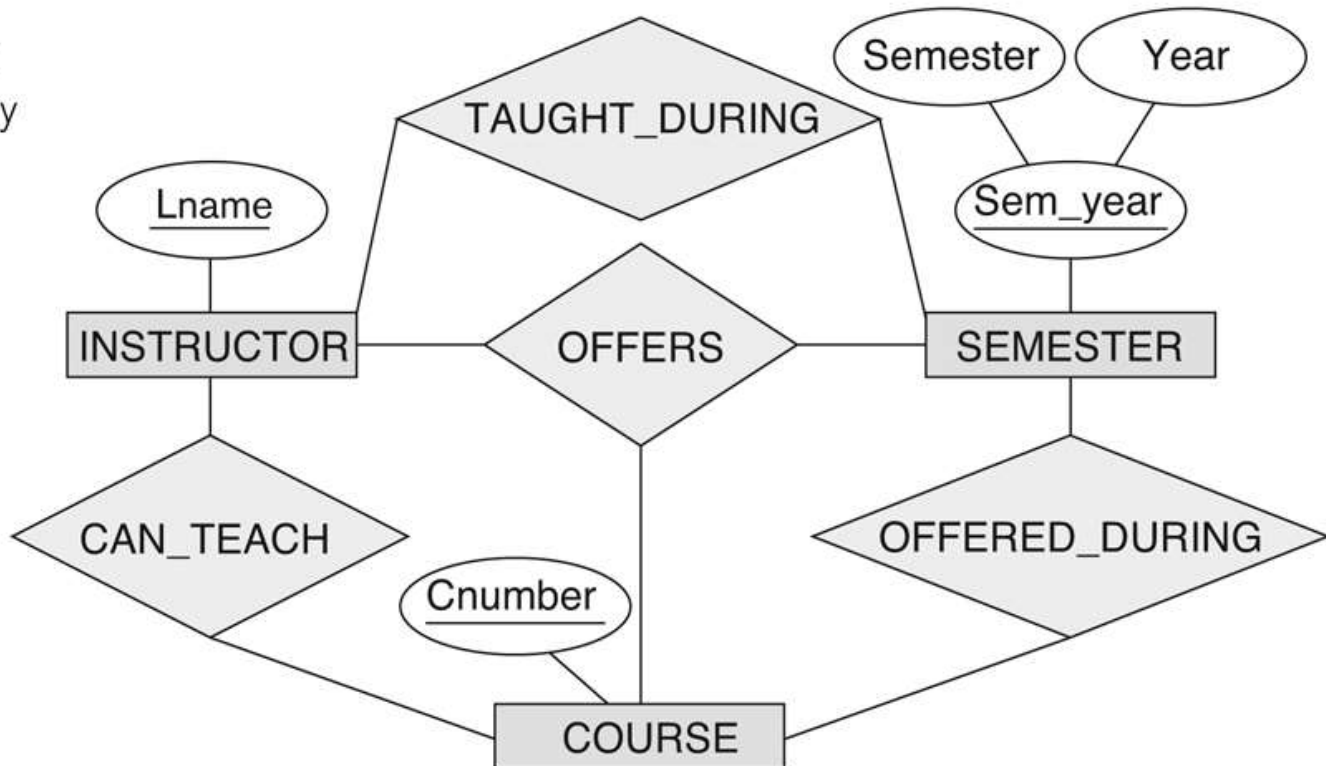 Semester Year
y
TAUGHT_DURING
Lname
Sem_year
INSTRUCTOR
OFFERS
SEMESTER
CAN_TEACH
OFFERED_DURING
Cnumber
COURSE